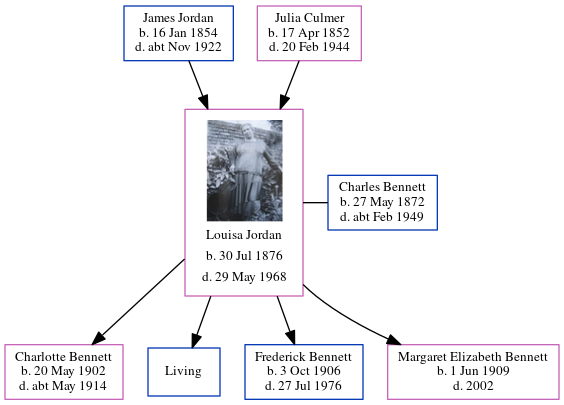 James Jordan
b. 16 Jan 1854
d. abt Nov 1922
Julia Culmer
b. 17 Apr 1852
d. 20 Feb 1944
Louisa Jordan
b. 30 Jul 1876
d. 29 May 1968
Charles Bennett
b. 27 May 1872
d. abt Feb 1949
Charlotte Bennett
b. 20 May 1902
d. abt May 1914
Living
Frederick Bennett
b. 3 Oct 1906
d. 27 Jul 1976
Margaret Elizabeth Bennett
b. 1 Jun 1909
d. 2002